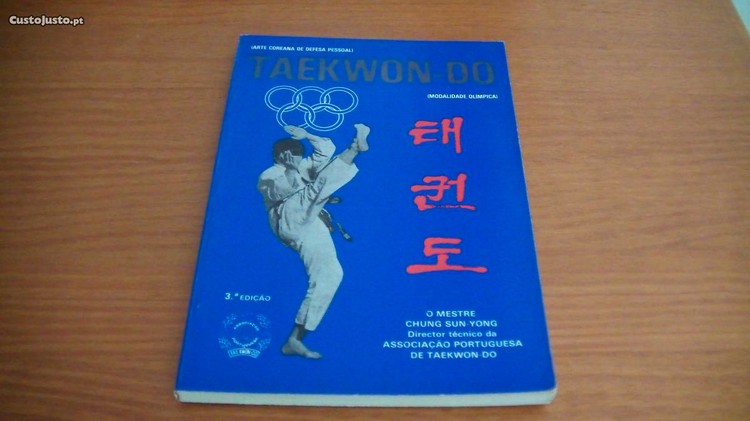 CustoJusto.pt
(ARTE COREANA DE DEFESA PESSOAL)
TAEKWON-DO
(MODALIDADE OLÍMPICA)
태
권
도
3.ª EDIÇÃO
O MESTRE
CHUNG SUN-YONG
Director técnico da
ASSOCIAÇÃO PORTUGUESA
DE TAEKWON-DO